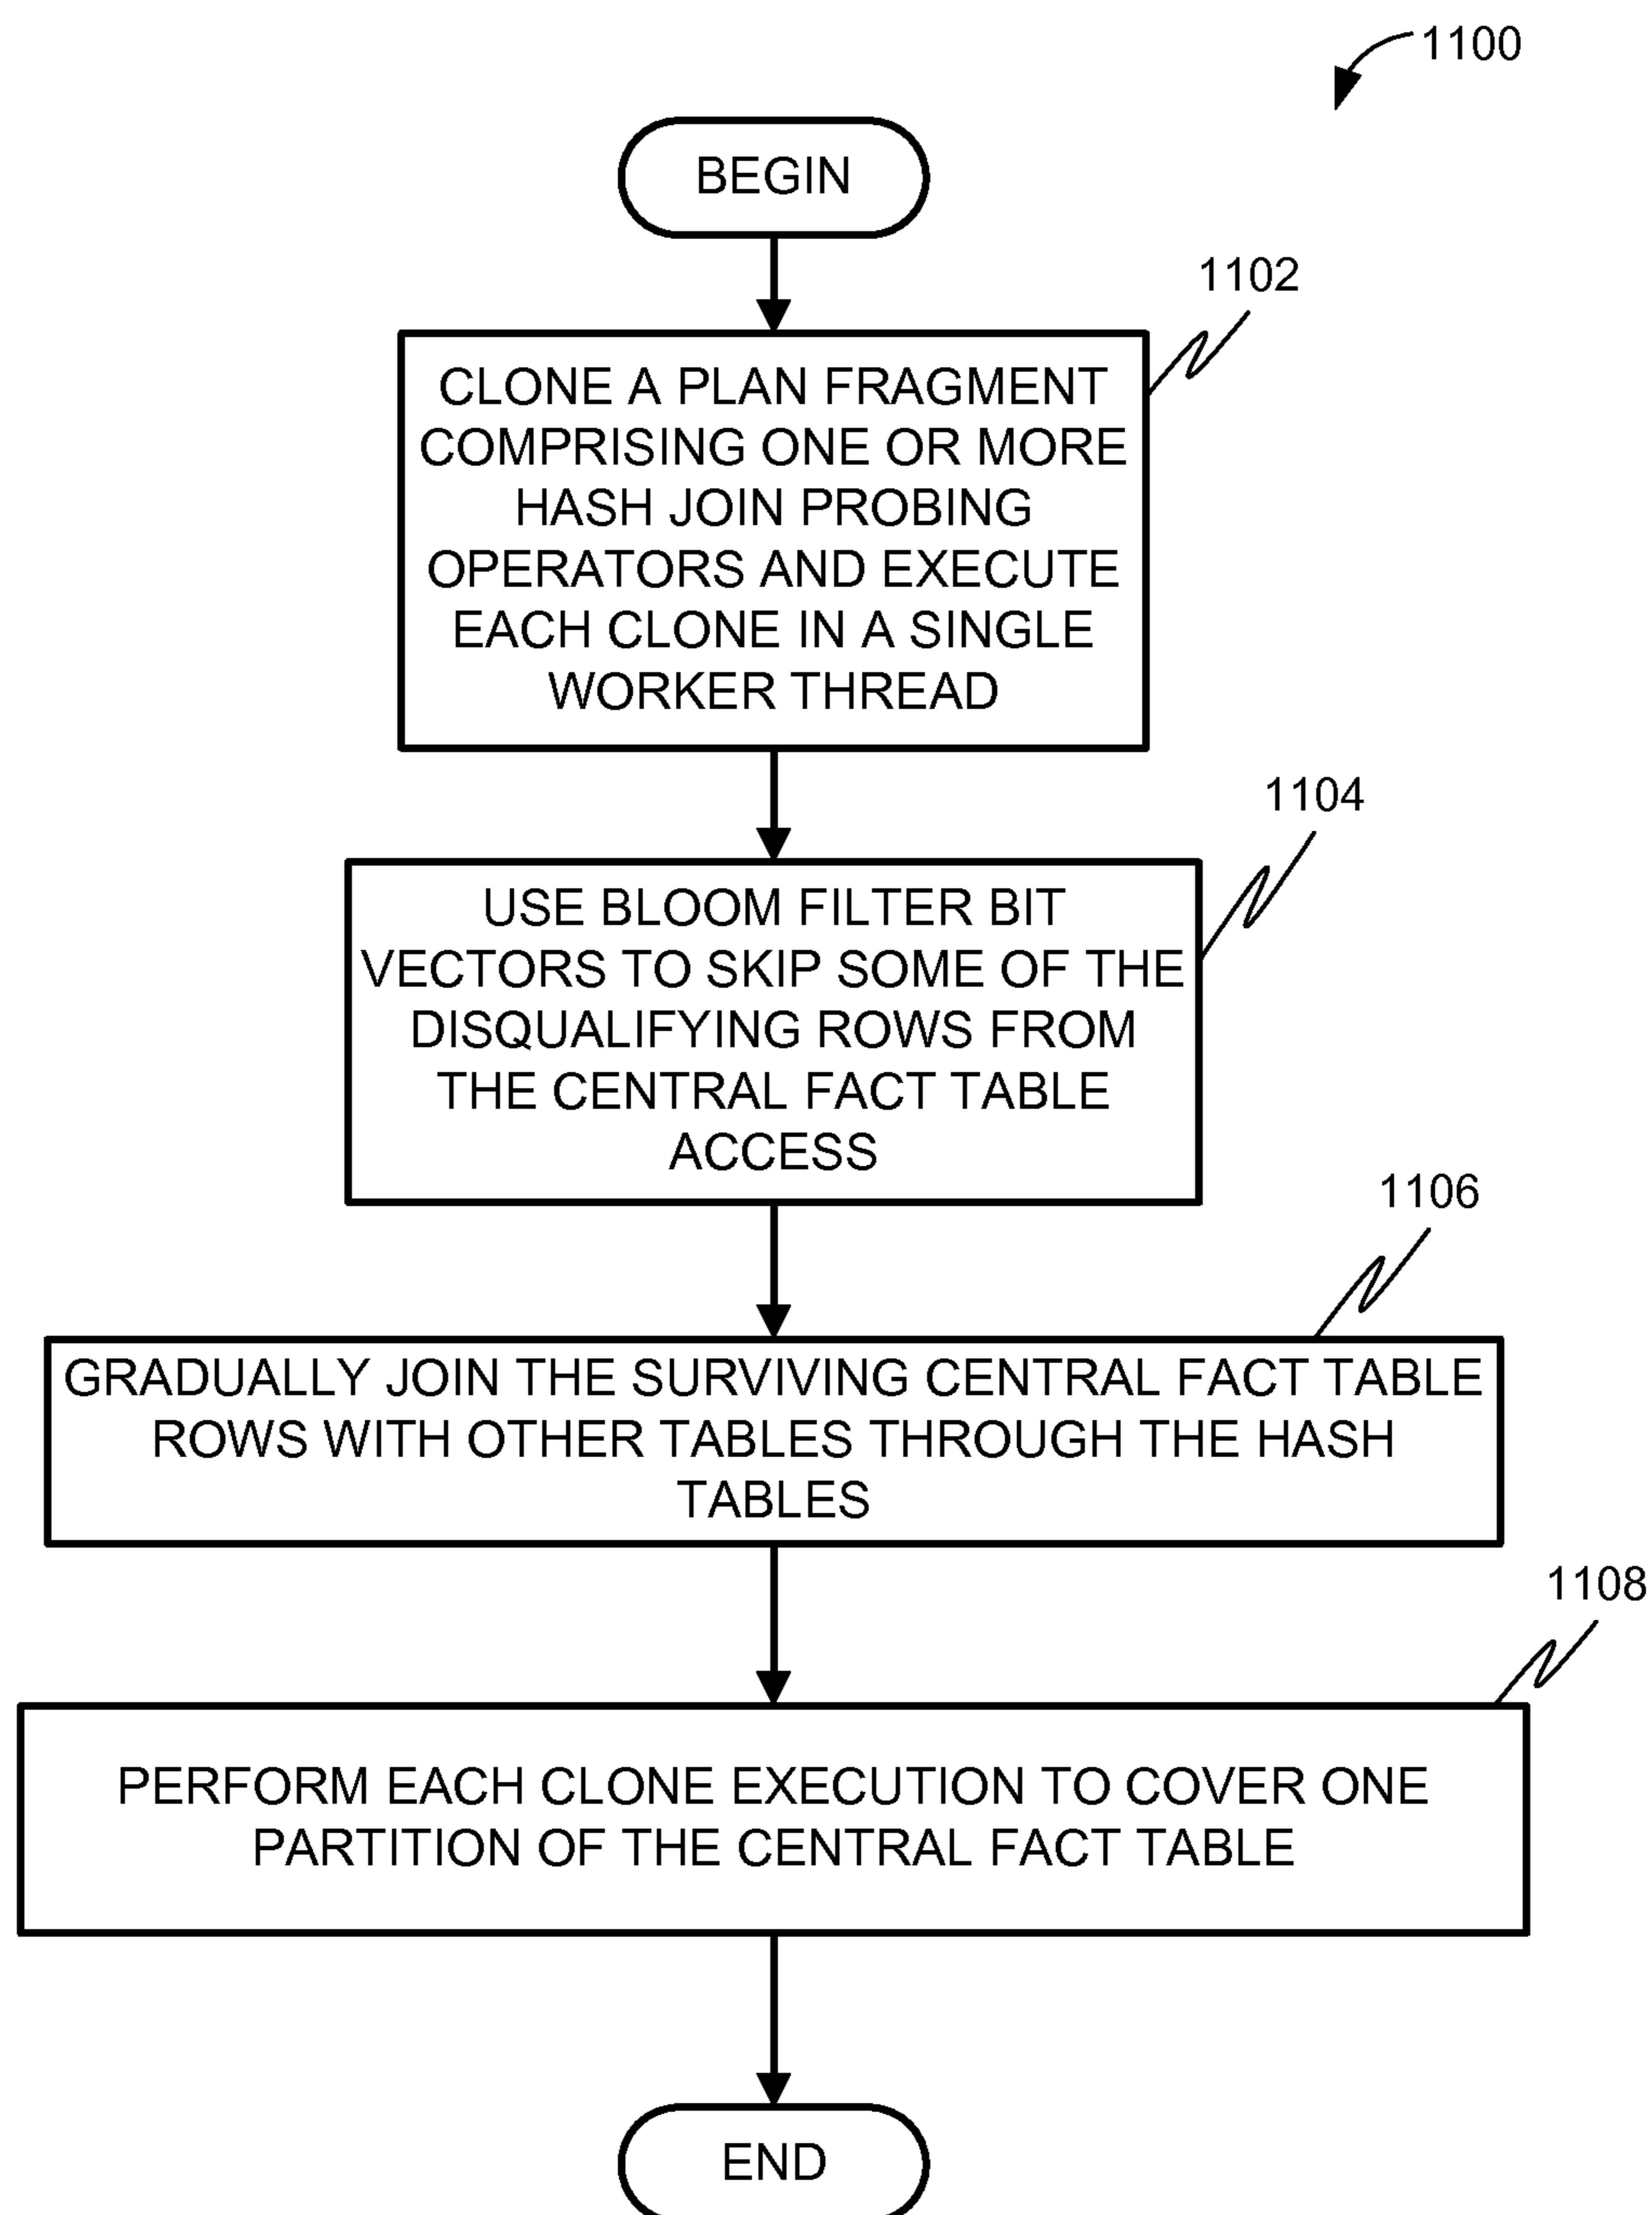 1100
BEGIN
1102
CLONE A PLAN FRAGMENT
COMPRISING ONE OR MORE
HASH JOIN PROBING
OPERATORS AND EXECUTE
EACH CLONE IN A SINGLE
WORKER THREAD
1104
USE BLOOM FILTER BIT
VECTORS TO SKIP SOME OF THE
DISQUALIFYING ROWS FROM
THE CENTRAL FACT TABLE
ACCESS
1106
GRADUALLY JOIN THE SURVIVING CENTRAL FACT TABLE
ROWS WITH OTHER TABLES THROUGH THE HASH
TABLES
1108
PERFORM EACH CLONE EXECUTION TO COVER ONE
PARTITION OF THE CENTRAL FACT TABLE
END